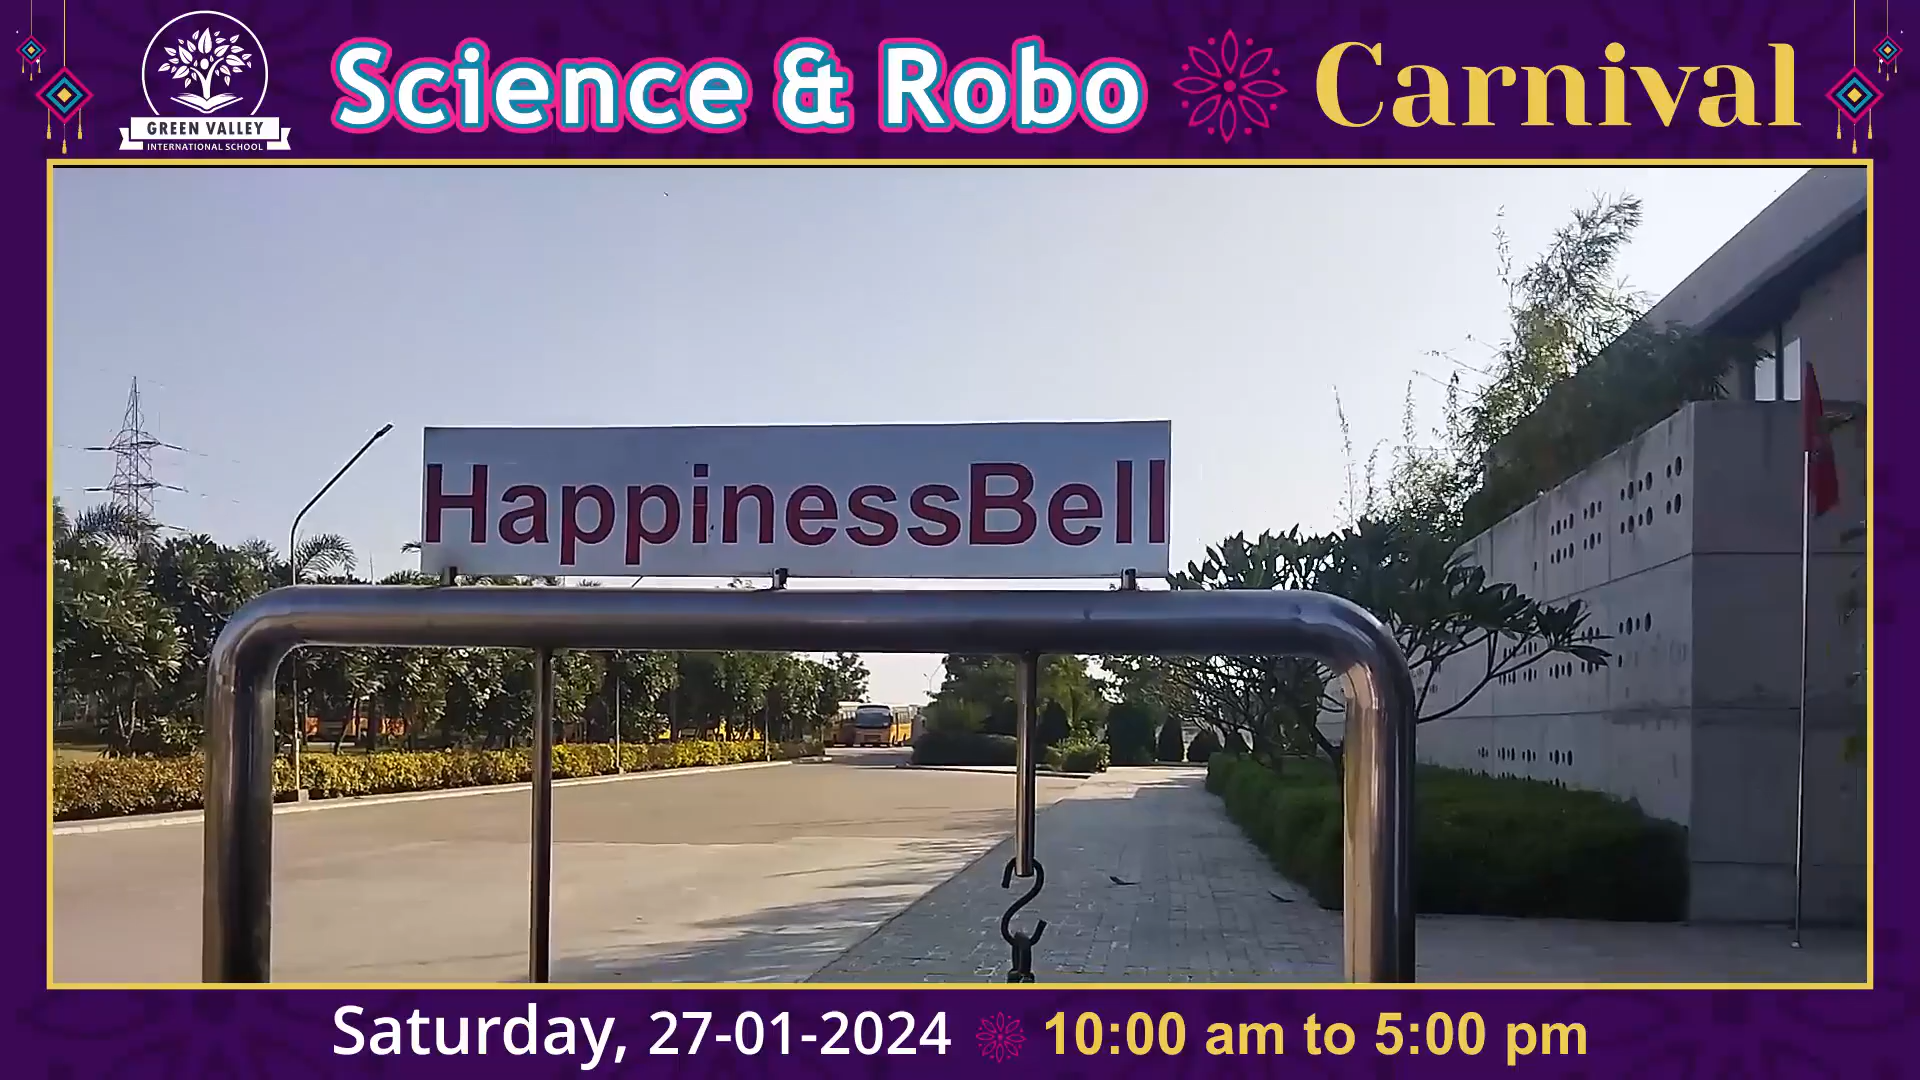 GREEN VALLEY
INTERNATIONAL SCHOOL
Science & Robo Carnival
HappinessBell
Saturday, 27-01-2024 10:00 am to 5:00 pm